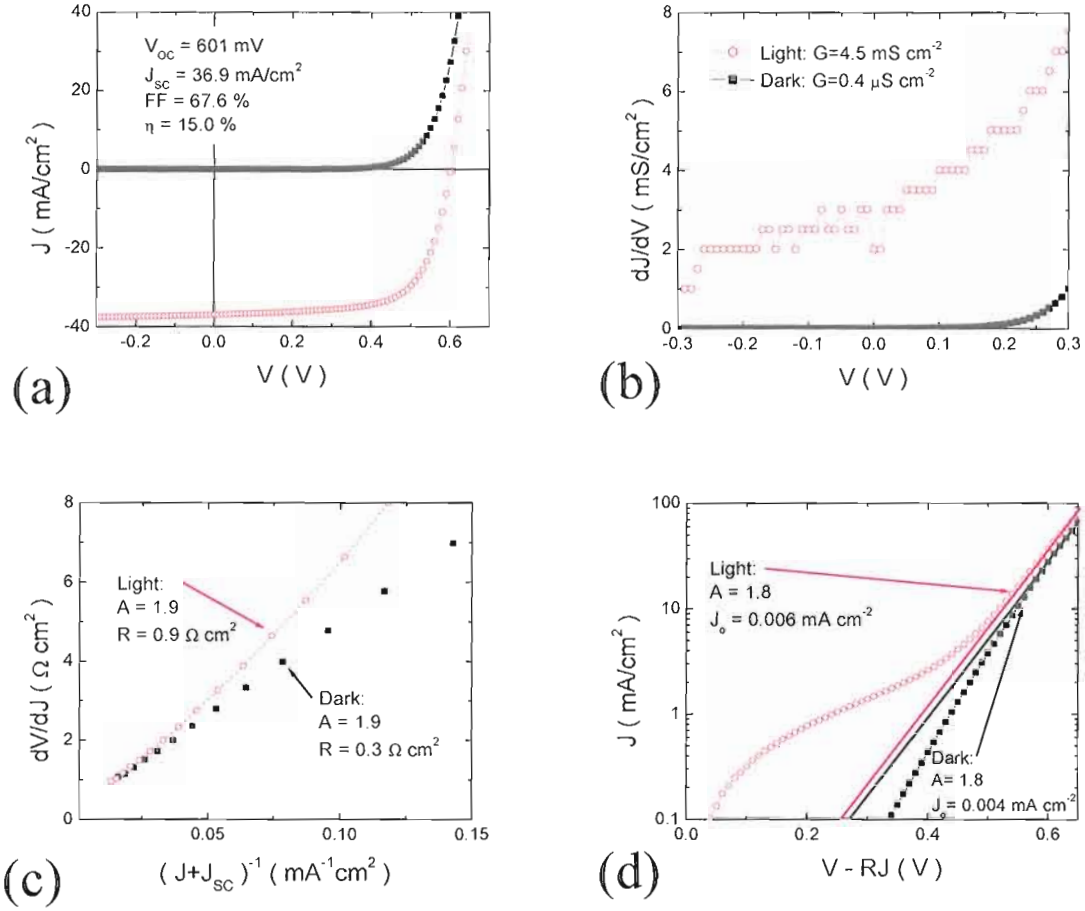 40
20
0
-20
-40
J ( mA/cm²)
V_OC = 601 mV
J_SC = 36.9 mA/cm²
FF = 67.6 %
η = 15.0 %
-0.2 0.0 0.2 0.4 0.6
V ( V )
(a)
8
6
4
2
0
dJ/dV ( mS/cm²)
Light: G=4.5 mS cm⁻²
Dark: G=0.4 μS cm⁻²
-0.3 -0.2 -0.1 0.0 0.1 0.2 0.3
V ( V )
(b)
8
6
4
2
0
dV/dJ ( Ω cm²)
Light:
A = 1.9
R = 0.9 Ω cm²
Dark:
A = 1.9
R = 0.3 Ω cm²
0.05 0.10 0.15
( J+J_SC )⁻¹ ( mA⁻¹cm²)
(c)
100
10
1
0.1
J ( mA/cm²)
Light:
A = 1.8
J_o = 0.006 mA cm⁻²
Dark:
A= 1.8
J_o = 0.004 mA cm⁻²
0.0 0.2 0.4 0.6
V - RJ ( V )
(d)